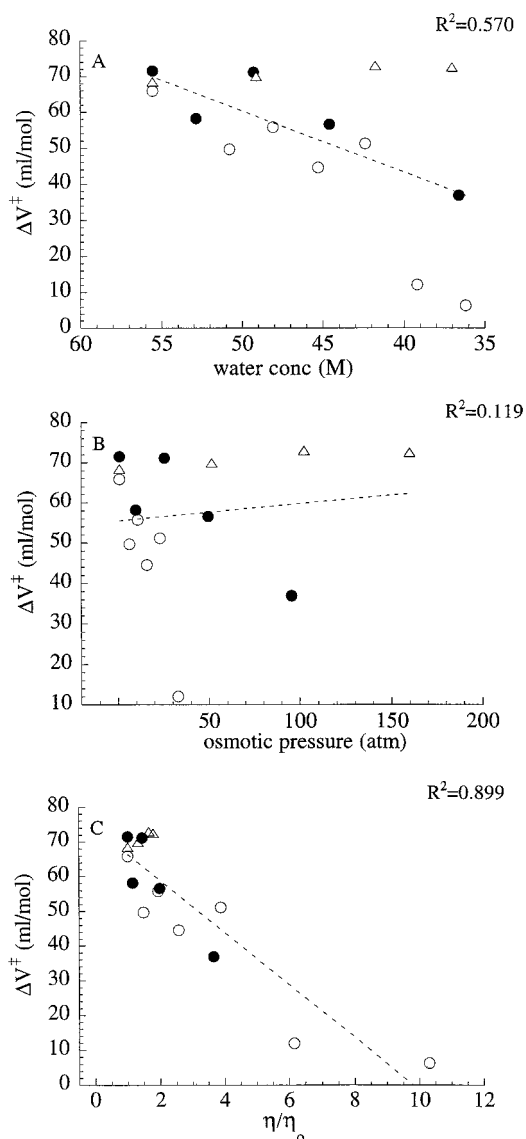 R²=0.570
A
80
70
60
50
40
30
20
10
0
ΔV‡ (ml/mol)
60 55 50 45 40 35
water conc (M)
R²=0.119
B
80
70
60
50
40
30
20
10
ΔV‡ (ml/mol)
50 100 150 200
osmotic pressure (atm)
R²=0.899
C
80
70
60
50
40
30
20
10
0
ΔV‡ (ml/mol)
0 2 4 6 8 10 12
η/ηₒ